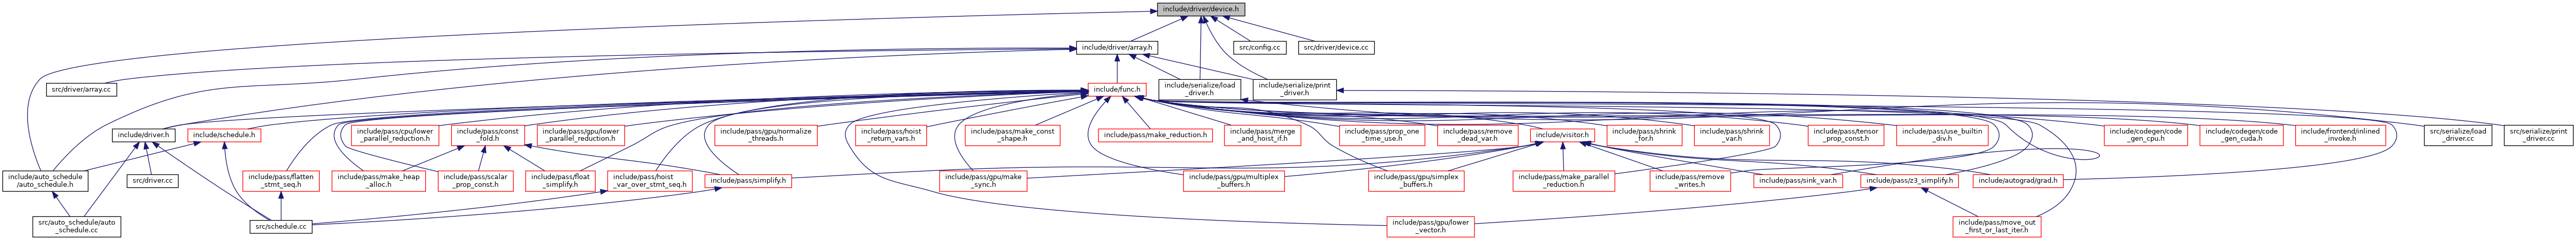 include/driver/device.h
include/driver/array.h
src/config.cc
src/driver/device.cc
src/driver/array.cc
include/func.h
include/serialize/load
_driver.h
include/serialize/print
_driver.h
include/driver.h
include/schedule.h
include/pass/cpu/lower
_parallel_reduction.h
include/pass/const
_fold.h
include/pass/gpu/lower
_parallel_reduction.h
include/pass/gpu/normalize
_threads.h
include/pass/hoist
_return_vars.h
include/pass/make_const
_shape.h
include/pass/make_reduction.h
include/pass/merge
_and_hoist_if.h
include/pass/prop_one
_time_use.h
include/pass/remove
_dead_var.h
include/visitor.h
include/pass/shrink
_for.h
include/pass/shrink
_var.h
include/pass/tensor
_prop_const.h
include/pass/use_builtin
_div.h
include/codegen/code
_gen_cpu.h
include/codegen/code
_gen_cuda.h
include/frontend/inlined
_invoke.h
src/serialize/load
_driver.cc
src/serialize/print
_driver.cc
include/auto_schedule
/auto_schedule.h
src/driver.cc
include/pass/flatten
_stmt_seq.h
include/pass/make_heap
_alloc.h
include/pass/scalar
_prop_const.h
include/pass/float
_simplify.h
include/pass/hoist
_var_over_stmt_seq.h
include/pass/simplify.h
include/pass/gpu/make
_sync.h
include/pass/gpu/multiplex
_buffers.h
include/pass/gpu/simplex
_buffers.h
include/pass/make_parallel
_reduction.h
include/pass/remove
_writes.h
include/pass/sink_var.h
include/pass/z3_simplify.h
include/autograd/grad.h
src/auto_schedule/auto
_schedule.cc
src/schedule.cc
include/pass/gpu/lower
_vector.h
include/pass/move_out
_first_or_last_iter.h